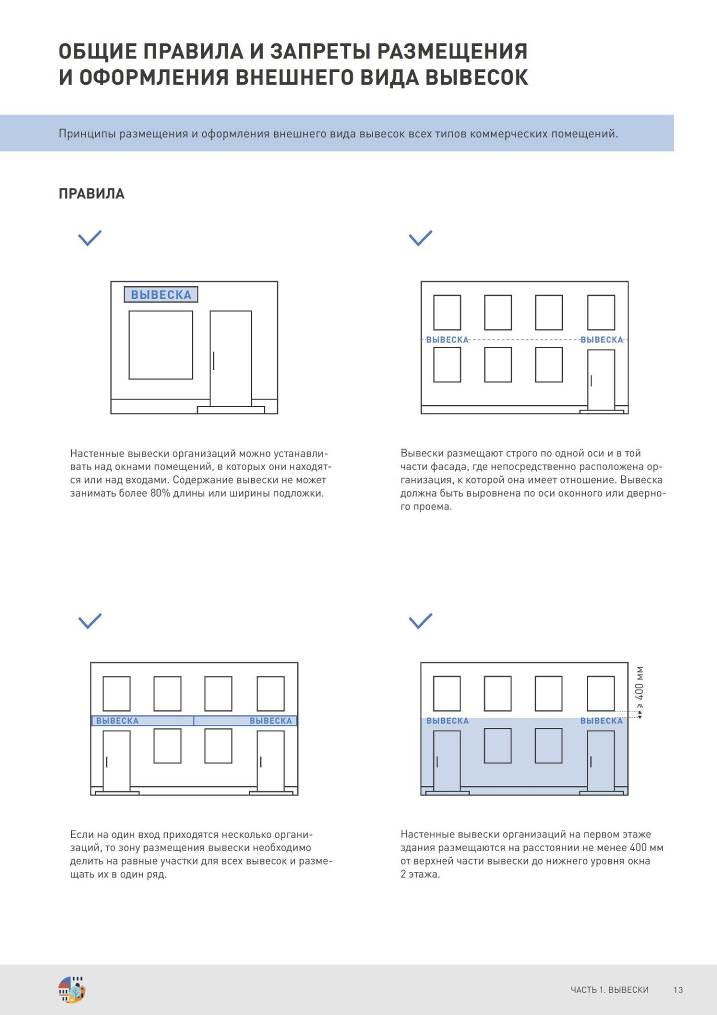 ОБЩИЕ ПРАВИЛА И ЗАПРЕТЫ РАЗМЕЩЕНИЯ
И ОФОРМЛЕНИЯ ВНЕШНЕГО ВИДА ВЫВЕСОК
Принципы размещения и оформления внешнего вида вывесок всех типов коммерческих помещений.
ПРАВИЛА
ВЫВЕСКА
Настенные вывески организаций можно устанавли-
вать над окнами помещений, в которых они находят-
ся или над входами. Содержание вывески не может
занимать более 80% длины или ширины подложки.
ВЫВЕСКА ВЫВЕСКА
Вывески размещают строго по одной оси и в той
части фасада, где непосредственно расположена ор-
ганизация, к которой она имеет отношение. Вывеска
должна быть выровнена по оси оконного или дверно-
го проема.
ВЫВЕСКА ВЫВЕСКА
Если на один вход приходятся несколько органи-
заций, то зону размещения вывески необходимо
делить на равные участки для всех вывесок и разме-
щать их в один ряд.
≥ 400 мм
ВЫВЕСКА ВЫВЕСКА
Настенные вывески организаций на первом этаже
здания размещаются на расстоянии не менее 400 мм
от верхней части вывески до нижнего уровня окна
2 этажа.
ЧАСТЬ 1. ВЫВЕСКИ 13